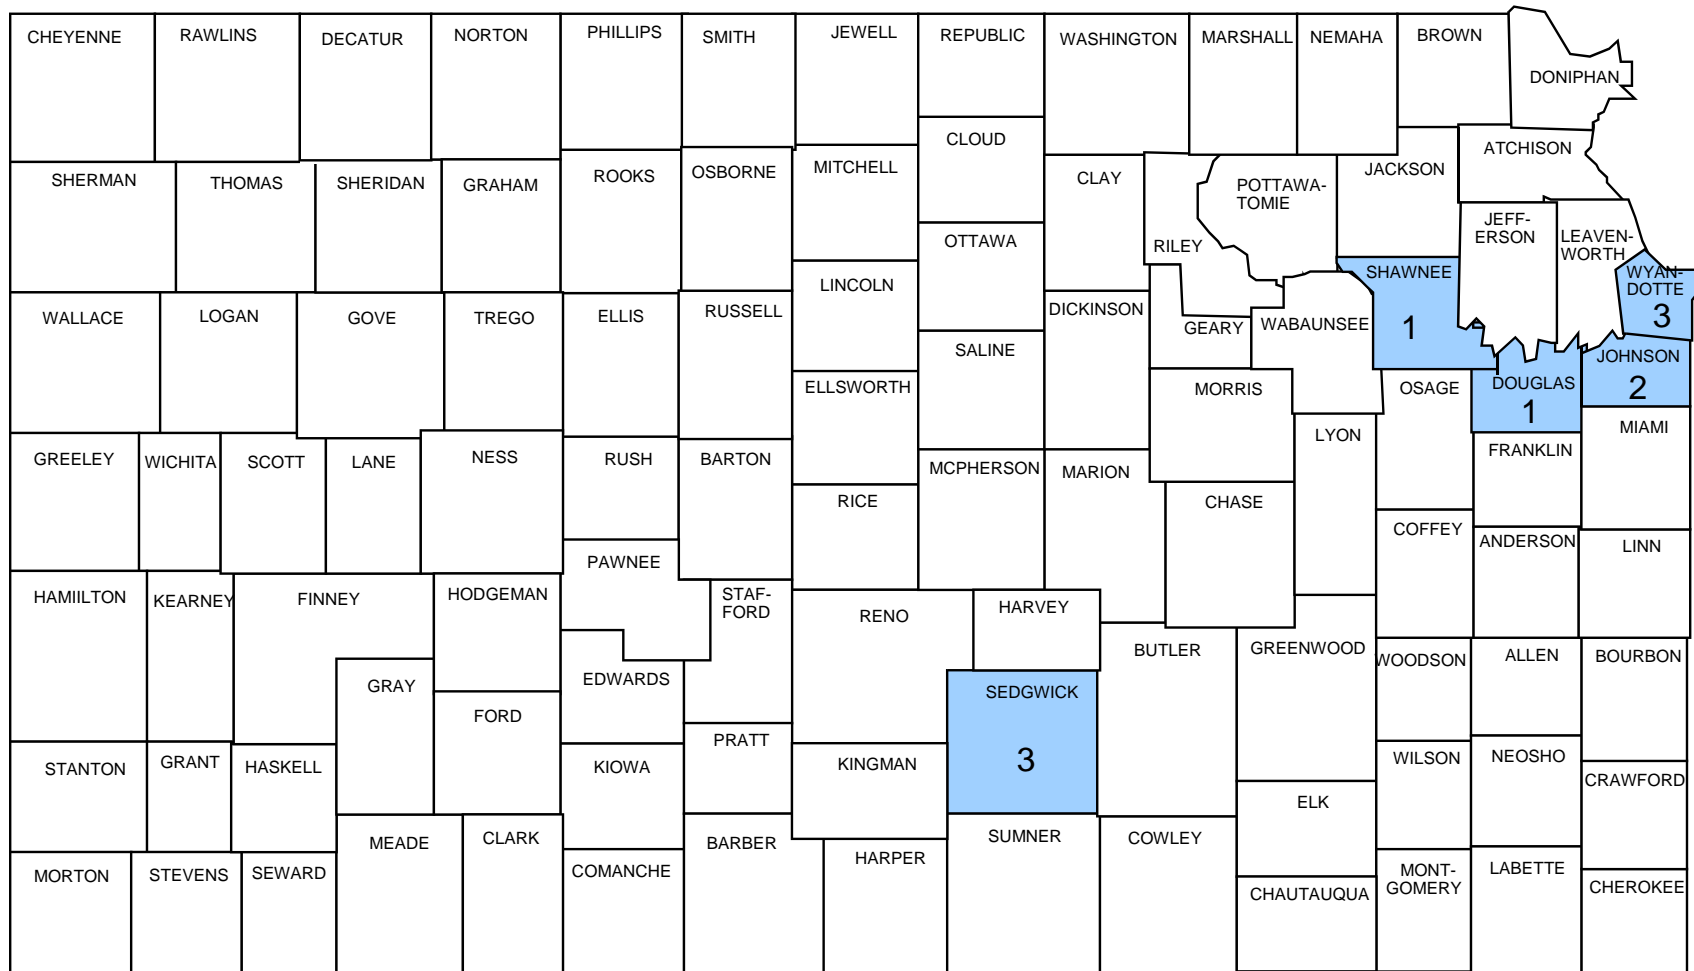 CHEYENNE
RAWLINS
DECATUR
NORTON
PHILLIPS
SMITH
JEWELL
REPUBLIC
WASHINGTON
MARSHALL
NEMAHA
BROWN
DONIPHAN
SHERMAN
THOMAS
SHERIDAN
GRAHAM
ROOKS
OSBORNE
MITCHELL
CLOUD
CLAY
RILEY
POTTAWA-
TOMIE
JACKSON
ATCHISON
JEFF-
ERSON
LEAVEN-
WORTH
WYAN-
DOTTE
3
WALLACE
LOGAN
GOVE
TREGO
ELLIS
RUSSELL
LINCOLN
OTTAWA
DICKINSON
GEARY
WABAUNSEE
SHAWNEE
1
SALINE
ELLSWORTH
MORRIS
OSAGE
DOUGLAS
1
JOHNSON
2
GREELEY
WICHITA
SCOTT
LANE
NESS
RUSH
BARTON
RICE
MCPHERSON
MARION
CHASE
LYON
FRANKLIN
MIAMI
COFFEY
ANDERSON
LINN
HAMIILTON
KEARNEY
FINNEY
HODGEMAN
PAWNEE
STAF-
FORD
RENO
HARVEY
BUTLER
GREENWOOD
WOODSON
ALLEN
BOURBON
GRAY
FORD
EDWARDS
SEDGWICK
3
STANTON
GRANT
HASKELL
KIOWA
PRATT
KINGMAN
ELK
WILSON
NEOSHO
CRAWFORD
MORTON
STEVENS
SEWARD
MEADE
CLARK
COMANCHE
BARBER
HARPER
SUMNER
COWLEY
CHAUTAUQUA
MONT-
GOMERY
LABETTE
CHEROKEE